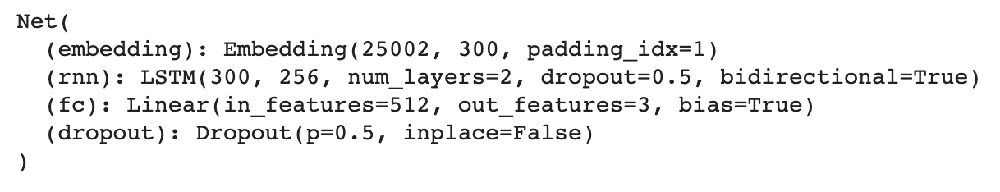 Net(
  (embedding): Embedding(25002, 300, padding_idx=1)
  (rnn): LSTM(300, 256, num_layers=2, dropout=0.5, bidirectional=True)
  (fc): Linear(in_features=512, out_features=3, bias=True)
  (dropout): Dropout(p=0.5, inplace=False)
)